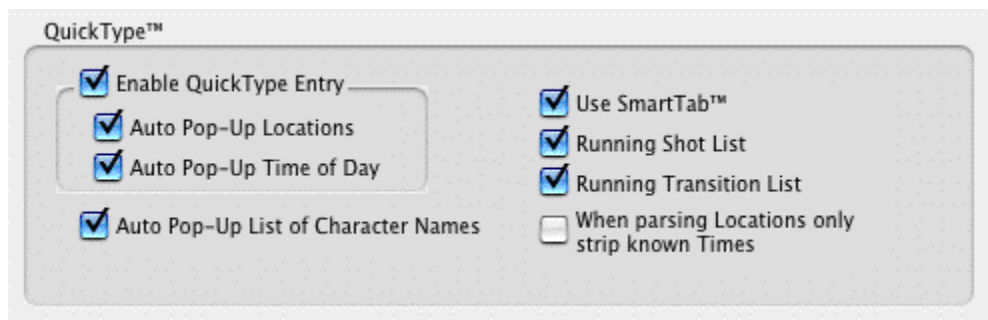 QuickType™
Enable QuickType Entry
Auto Pop-Up Locations
Auto Pop-Up Time of Day
Auto Pop-Up List of Character Names
Use SmartTab™
Running Shot List
Running Transition List
When parsing Locations only
strip known Times